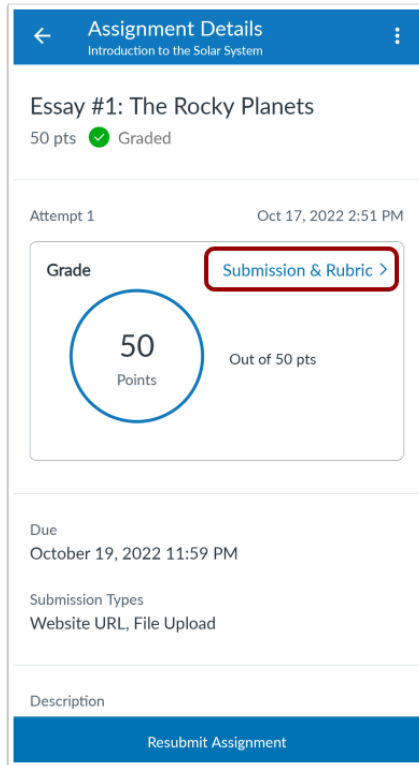 Assignment Details
Introduction to the Solar System
Essay #1: The Rocky Planets
50 pts Graded
Attempt 1 Oct 17, 2022 2:51 PM
Grade Submission & Rubric >
50
Points
Out of 50 pts
Due
October 19, 2022 11:59 PM
Submission Types
Website URL, File Upload
Description
Resubmit Assignment